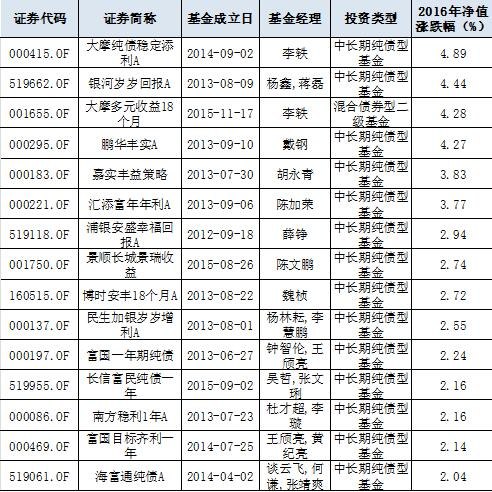 证券代码 证券简称 基金成立日 基金经理 投资类型 2016年净值
涨跌幅（%）
000415.OF 大摩纯债稳定添
利A 2014-09-02 李轶 中长期纯债型
基金 4.89
519662.OF 银河岁岁回报A 2013-08-09 杨鑫,蒋磊 中长期纯债型
基金 4.44
001655.OF 大摩多元收益18
个月 2015-11-17 李轶 混合债券型二
级基金 4.28
000295.OF 鹏华丰实A 2013-09-10 戴钢 中长期纯债型
基金 4.27
000183.OF 嘉实丰益策略 2013-07-30 胡永青 中长期纯债型
基金 3.83
000221.OF 汇添富年年利A 2013-09-06 陈加荣 中长期纯债型
基金 3.77
519118.OF 浦银安盛幸福回
报A 2012-09-18 薛铮 中长期纯债型
基金 2.94
001750.OF 景顺长城景瑞收
益 2015-08-26 陈文鹏 中长期纯债型
基金 2.74
160515.OF 博时安丰18个月A 2013-08-22 魏桢 中长期纯债型
基金 2.72
000137.OF 民生加银岁岁增
利A 2013-08-01 杨林耘,李
慧鹏 中长期纯债型
基金 2.55
000197.OF 富国一年期纯债 2013-06-27 钟智伦,王
颀亮 中长期纯债型
基金 2.24
519955.OF 长信富民纯债一
年 2015-09-02 吴哲,张文
琍 中长期纯债型
基金 2.16
000086.OF 南方稳利1年A 2013-07-23 杜才超,李
璇 中长期纯债型
基金 2.16
000469.OF 富国目标齐利一
年 2014-07-25 王颀亮,黄
纪亮 中长期纯债型
基金 2.14
519061.OF 海富通纯债A 2014-04-02 谈云飞,何
谦,张靖爽 中长期纯债型
基金 2.04